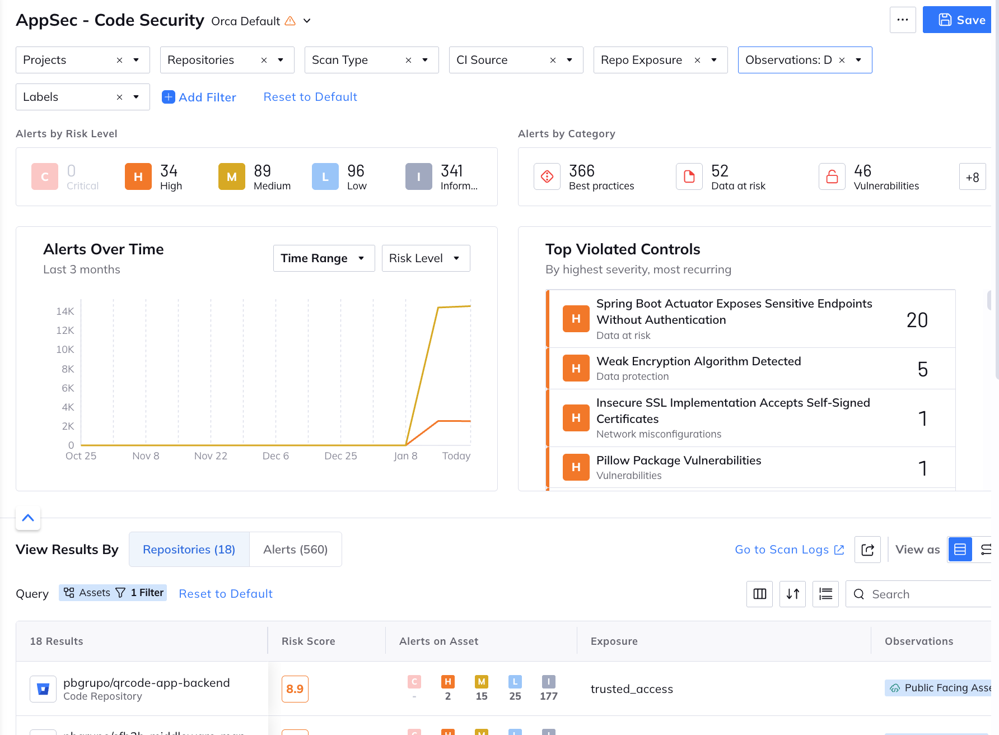 AppSec - Code Security Orca Default
Save
Projects
Repositories
Scan Type
CI Source
Repo Exposure
Observations: D
Labels
Add Filter
Reset to Default
Alerts by Risk Level
C 0 Critical
H 34 High
M 89 Medium
L 96 Low
I 341 Inform...
Alerts by Category
366 Best practices
52 Data at risk
46 Vulnerabilities
+8
Alerts Over Time
Last 3 months
Time Range
Risk Level
14K
12K
10K
8K
6K
4K
2K
0
Oct 25 Nov 8 Nov 22 Dec 6 Dec 25 Jan 8 Today
Top Violated Controls
By highest severity, most recurring
H Spring Boot Actuator Exposes Sensitive Endpoints
Without Authentication
Data at risk
20
H Weak Encryption Algorithm Detected
Data protection
5
H Insecure SSL Implementation Accepts Self-Signed
Certificates
Network misconfigurations
1
H Pillow Package Vulnerabilities
Vulnerabilities
1
View Results By
Repositories (18)
Alerts (560)
Go to Scan Logs
View as
Query
Assets
1 Filter
Reset to Default
Search
18 Results Risk Score Alerts on Asset Exposure Observations
pbgrupo/qrcode-app-backend
Code Repository
8.9
C H M L I
- 2 15 25 177
trusted_access
Public Facing Asse
C H M L I